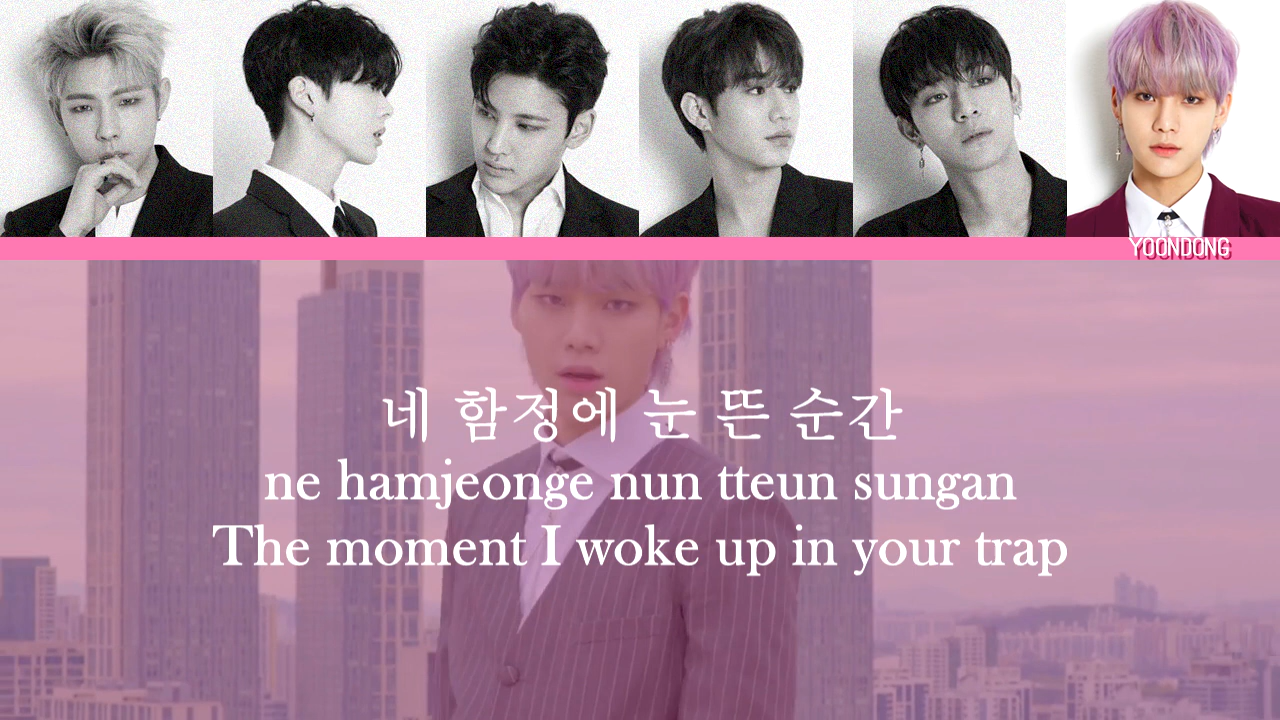 YOONDONG
네 함정에 눈 뜬 순간
ne hamjeonge nun tteun sungan
The moment I woke up in your trap